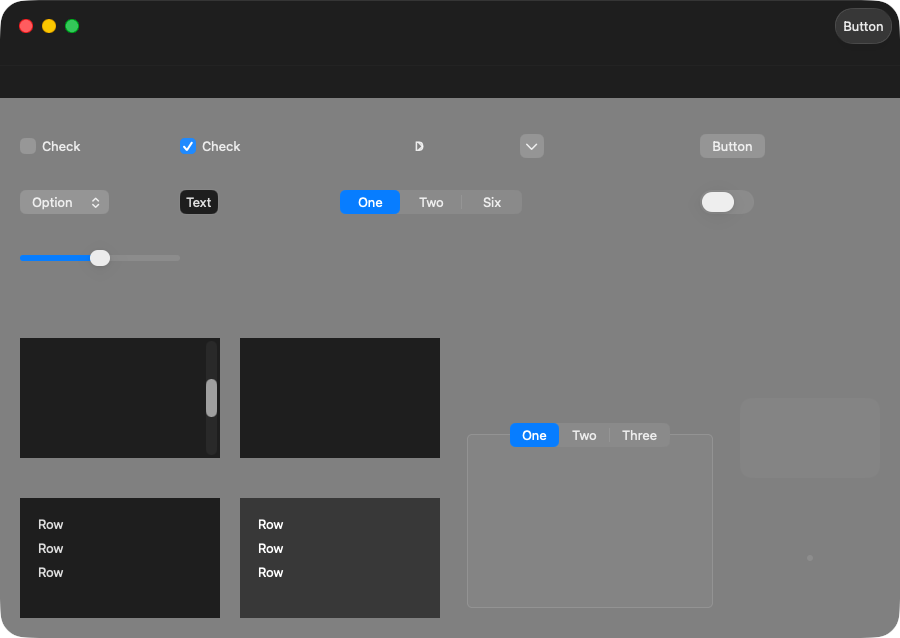 Button
Check
Check
Button
Option
Text
One Two Six
One Two Three
Row
Row
Row
Row
Row
Row